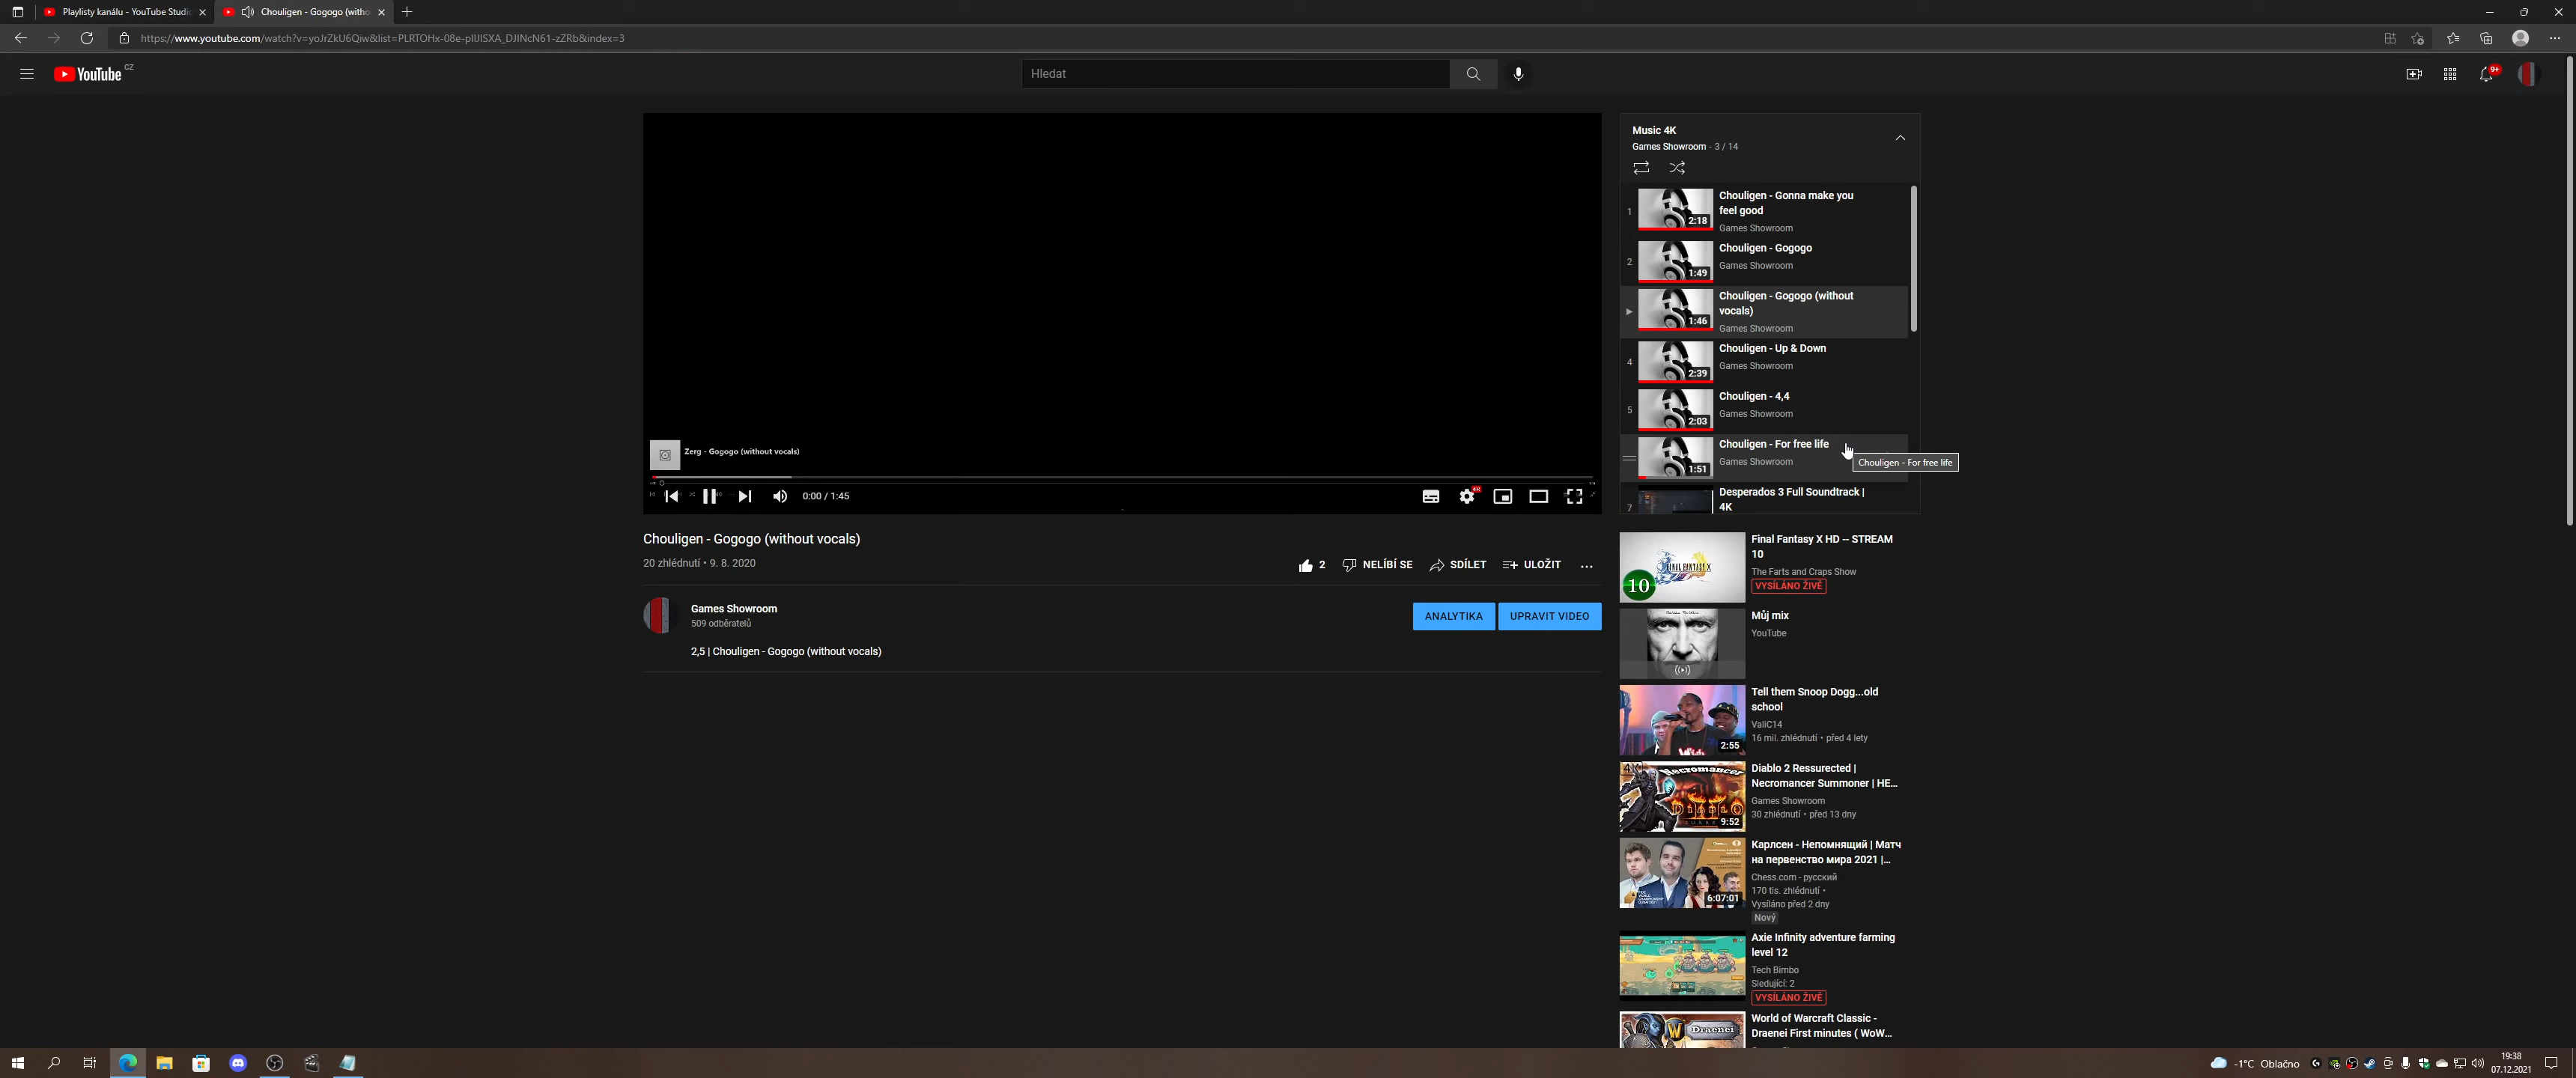 Playlisty kanálu - YouTube Studi
Chouligen - Gogogo (witho
https://www.youtube.com/watch?v=yoJrZkU6Qiw&list=PLRTOHx-08e-pIlJISXA_DJINcN61-zZRb&index=3
YouTube CZ
Hledat
9+
Music 4K
Games Showroom - 3 / 14
1
Chouligen - Gonna make you
feel good
2:18
Games Showroom
2
Chouligen - Gogogo
Games Showroom
1:49
Chouligen - Gogogo (without
vocals)
1:46
Games Showroom
4
Chouligen - Up & Down
Games Showroom
2:39
5
Chouligen - 4,4
Games Showroom
2:03
Chouligen - For free life
Games Showroom
1:51
Chouligen - For free life
7
Desperados 3 Full Soundtrack |
4K
Zerg - Gogogo (without vocals)
0:00 / 1:45
Chouligen - Gogogo (without vocals)
20 zhlédnutí • 9. 8. 2020
2
NELÍBÍ SE
SDÍLET
ULOŽIT
Games Showroom
509 odběratelů
ANALYTIKA
UPRAVIT VIDEO
2,5 | Chouligen - Gogogo (without vocals)
Final Fantasy X HD -- STREAM
10
The Farts and Craps Show
VYSÍLÁNO ŽIVĚ
FINAL FANTASY X
10
Můj mix
YouTube
Tell them Snoop Dogg...old
school
ValiC14
16 mil. zhlédnutí • před 4 lety
2:55
Diablo 2 Ressurected |
Necromancer Summoner | HE...
Games Showroom
30 zhlédnutí • před 13 dny
4K
Necromancer
DIABLO
9:52
Карлсен - Непомнящий | Матч
на первенство мира 2021 |...
Chess.com - русский
170 tis. zhlédnutí •
Vysíláno před 2 dny
Nový
6:07:01
Axie Infinity adventure farming
level 12
Tech Bimbo
Sledující: 2
VYSÍLÁNO ŽIVĚ
World of Warcraft Classic -
Draenei First minutes ( WoW...
Draenei
-1°C Oblačno
19:38
07.12.2021